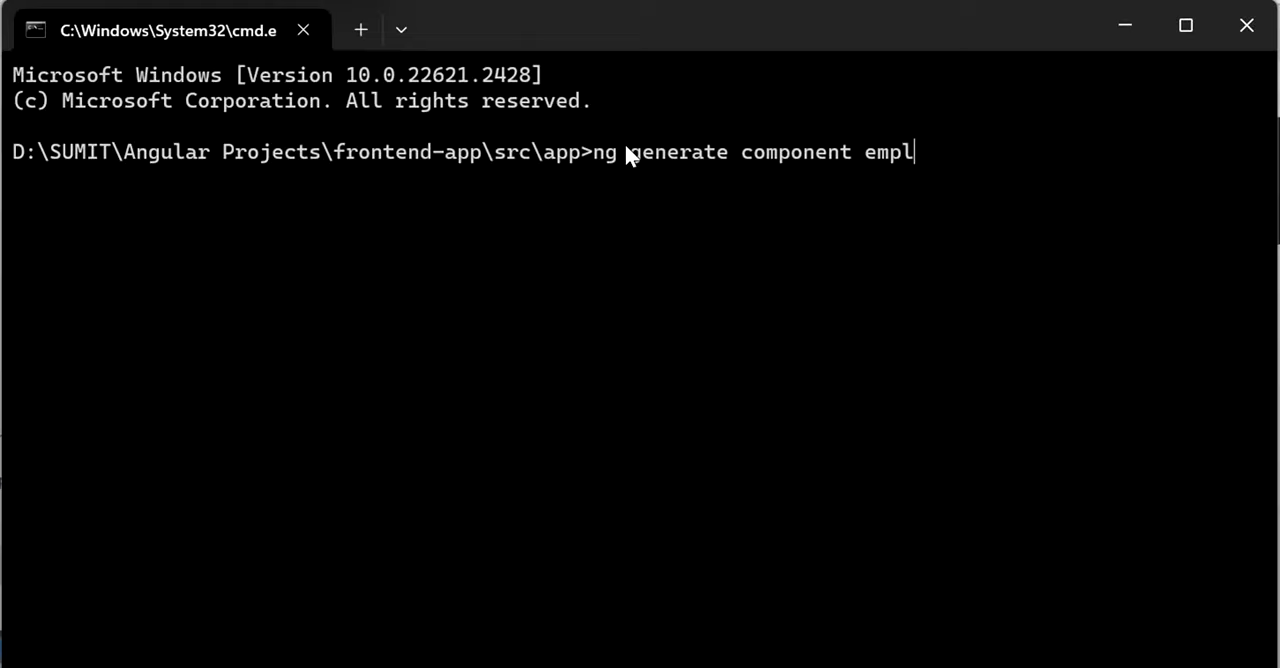 C:\Windows\System32\cmd.e
Microsoft Windows [Version 10.0.22621.2428]
(c) Microsoft Corporation. All rights reserved.
D:\SUMIT\Angular Projects\frontend-app\src\app>ng generate component empl